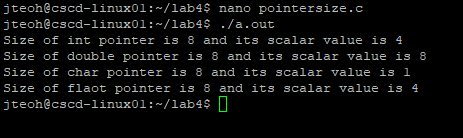 jteoh@cscd-linux01:~/lab4$ nano pointersize.c
jteoh@cscd-linux01:~/lab4$ ./a.out
Size of int pointer is 8 and its scalar value is 4
Size of double pointer is 8 and its scalar value is 8
Size of char pointer is 8 and its scalar value is 1
Size of flaot pointer is 8 and its scalar value is 4
jteoh@cscd-linux01:~/lab4$